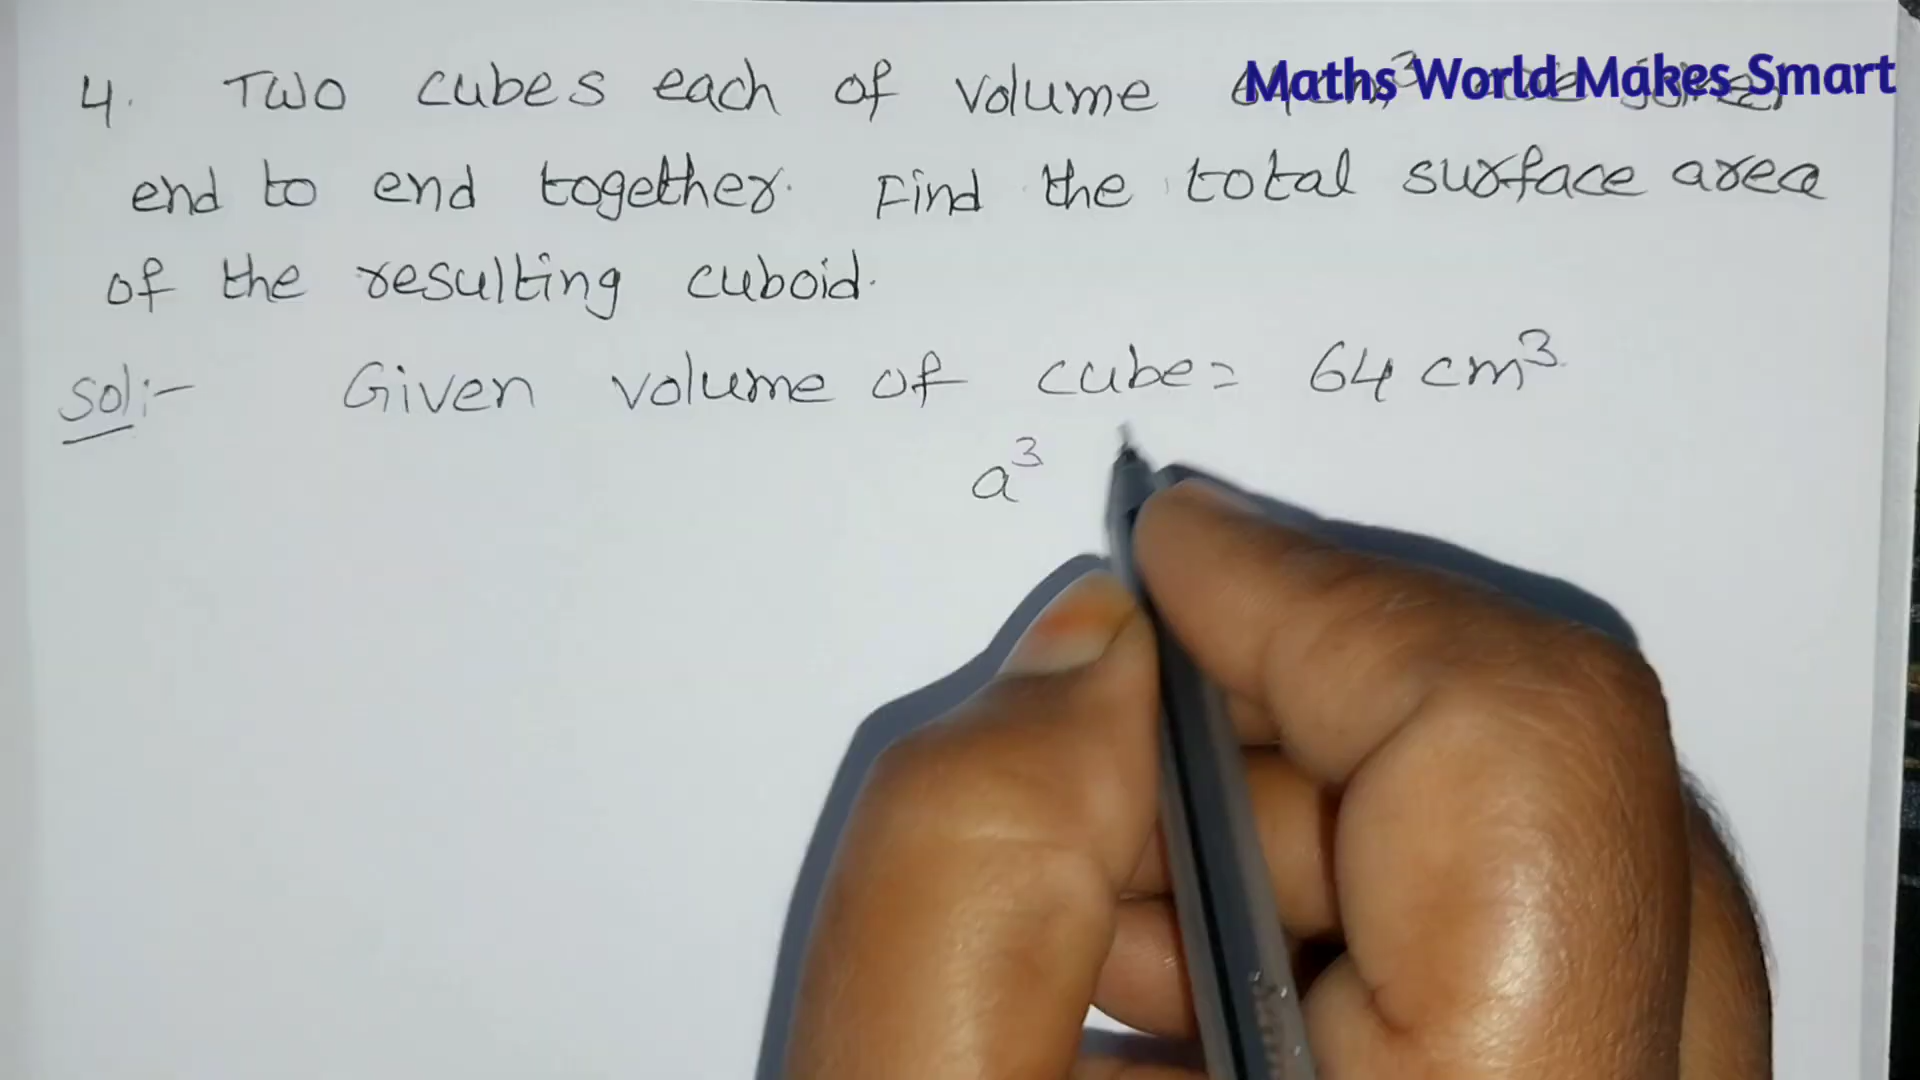 Maths World Makes Smart
4. Two cubes each of volume
end to end together. Find the total surface area
of the resulting cuboid.
Sol:- Given volume of cube = 64 cm³
a³